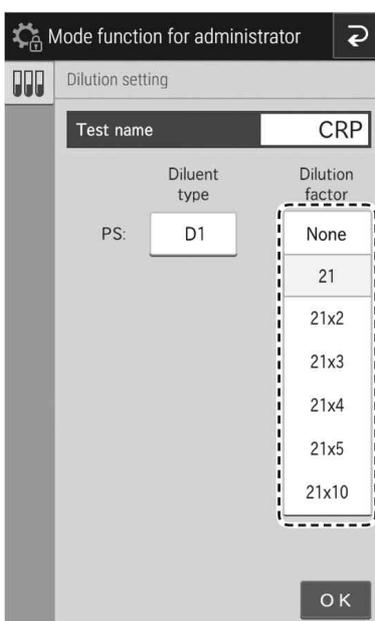 Mode function for administrator
Dilution setting
Test name CRP
Diluent type
Dilution factor
PS: D1
None
21
21x2
21x3
21x4
21x5
21x10
OK